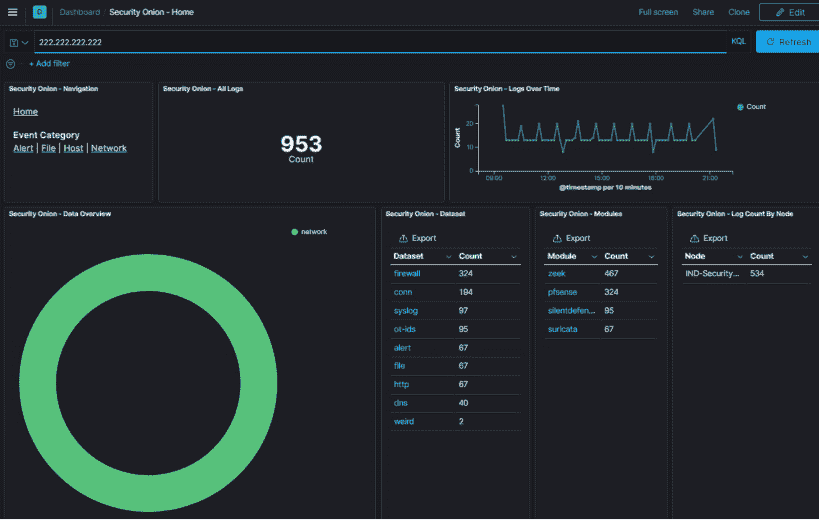 Dashboard Security Onion - Home Full screen Share Clone Edit
222.222.222.222 KQL Refresh
+ Add filter
Security Onion - Navigation
Home
Event Category
Alert | File | Host | Network
Security Onion - All Logs
953
Count
Security Onion - Logs Over Time
Count
Count
20
10
0
09:00 12:00 15:00 18:00 21:00
@timestamp per 10 minutes
Security Onion - Data Overview
network
Security Onion - Dataset
Export
Dataset Count
firewall 324
conn 194
syslog 97
ot-ids 95
alert 67
file 67
http 67
dns 40
weird 2
Security Onion - Modules
Export
Module Count
zeek 467
pfsense 324
silentdefen... 95
suricata 67
Security Onion - Log Count By Node
Export
Node Count
IND-Security... 534